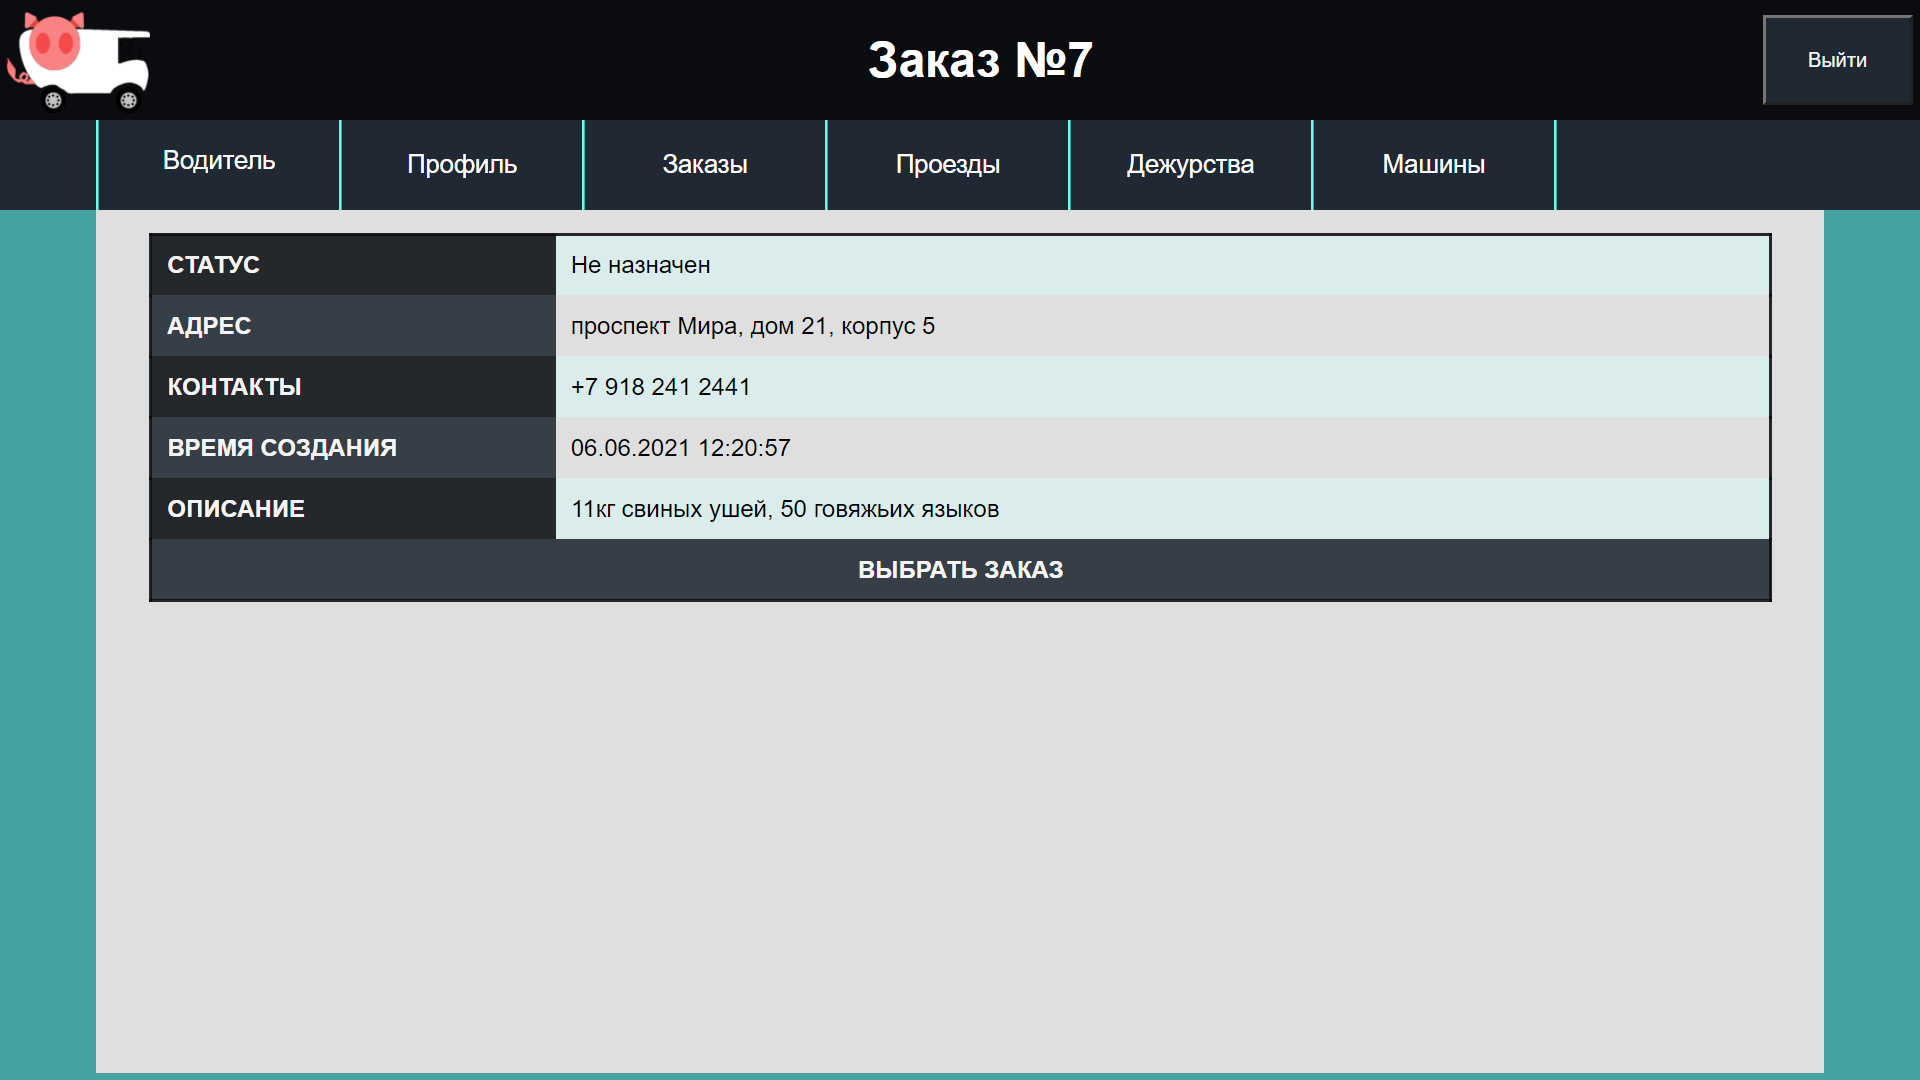 Заказ №7
Выйти
Водитель Профиль Заказы Проезды Дежурства Машины
СТАТУС Не назначен
АДРЕС проспект Мира, дом 21, корпус 5
КОНТАКТЫ +7 918 241 2441
ВРЕМЯ СОЗДАНИЯ 06.06.2021 12:20:57
ОПИСАНИЕ 11кг свиных ушей, 50 говяжьих языков
ВЫБРАТЬ ЗАКАЗ